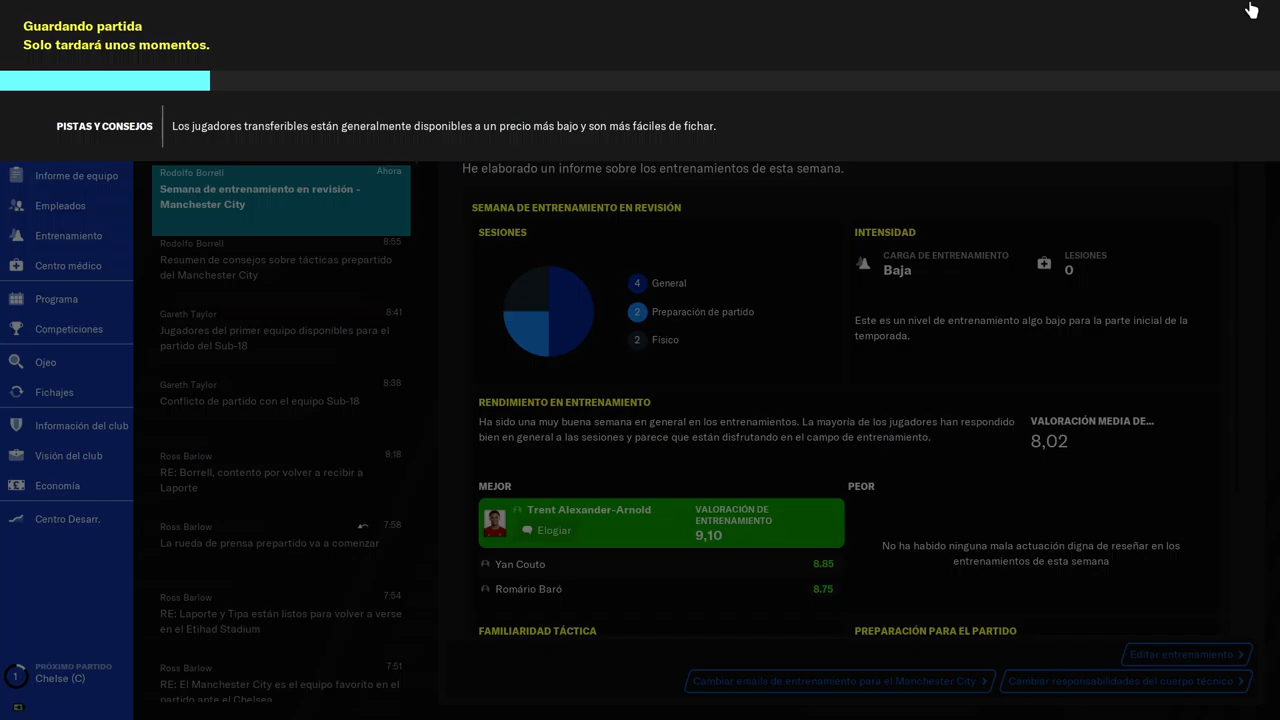 Guardando partida
Solo tardará unos momentos.
PISTAS Y CONSEJOS
Los jugadores transferibles están generalmente disponibles a un precio más bajo y son más fáciles de fichar.
Informe de equipo
Empleados
Entrenamiento
Centro médico
Programa
Competiciones
Ojeo
Fichajes
Información del club
Visión del club
Economía
Centro Desarr.
PRÓXIMO PARTIDO
1
Chelse (C)
Rodolfo Borrell
Ahora
Semana de entrenamiento en revisión -
Manchester City
Rodolfo Borrell
8:55
Resumen de consejos sobre tácticas prepartido
del Manchester City
Gareth Taylor
8:41
Jugadores del primer equipo disponibles para el
partido del Sub-18
Gareth Taylor
8:38
Conflicto de partido con el equipo Sub-18
Ross Barlow
8:18
RE: Borrell, contento por volver a recibir a
Laporte
Ross Barlow
7:58
La rueda de prensa prepartido va a comenzar
Ross Barlow
7:54
RE: Laporte y Tipa están listos para volver a verse
en el Etihad Stadium
Ross Barlow
7:51
RE: El Manchester City es el equipo favorito en el
partido ante el Chelsea
He elaborado un informe sobre los entrenamientos de esta semana.
SEMANA DE ENTRENAMIENTO EN REVISIÓN
SESIONES
4 General
2 Preparación de partido
2 Físico
INTENSIDAD
CARGA DE ENTRENAMIENTO
Baja
LESIONES
0
Este es un nivel de entrenamiento algo bajo para la parte inicial de la
temporada.
RENDIMIENTO EN ENTRENAMIENTO
Ha sido una muy buena semana en general en los entrenamientos. La mayoría de los jugadores han respondido
bien en general a las sesiones y parece que están disfrutando en el campo de entrenamiento.
VALORACIÓN MEDIA DE...
8,02
MEJOR
Trent Alexander-Arnold
Elogiar
VALORACIÓN DE
ENTRENAMIENTO
9,10
Yan Couto
8.85
Romário Baró
8.75
PEOR
No ha habido ninguna mala actuación digna de reseñar en los
entrenamientos de esta semana
FAMILIARIDAD TÁCTICA
PREPARACIÓN PARA EL PARTIDO
Editar entrenamiento
Cambiar emails de entrenamiento para el Manchester City
Cambiar responsabilidades del cuerpo técnico